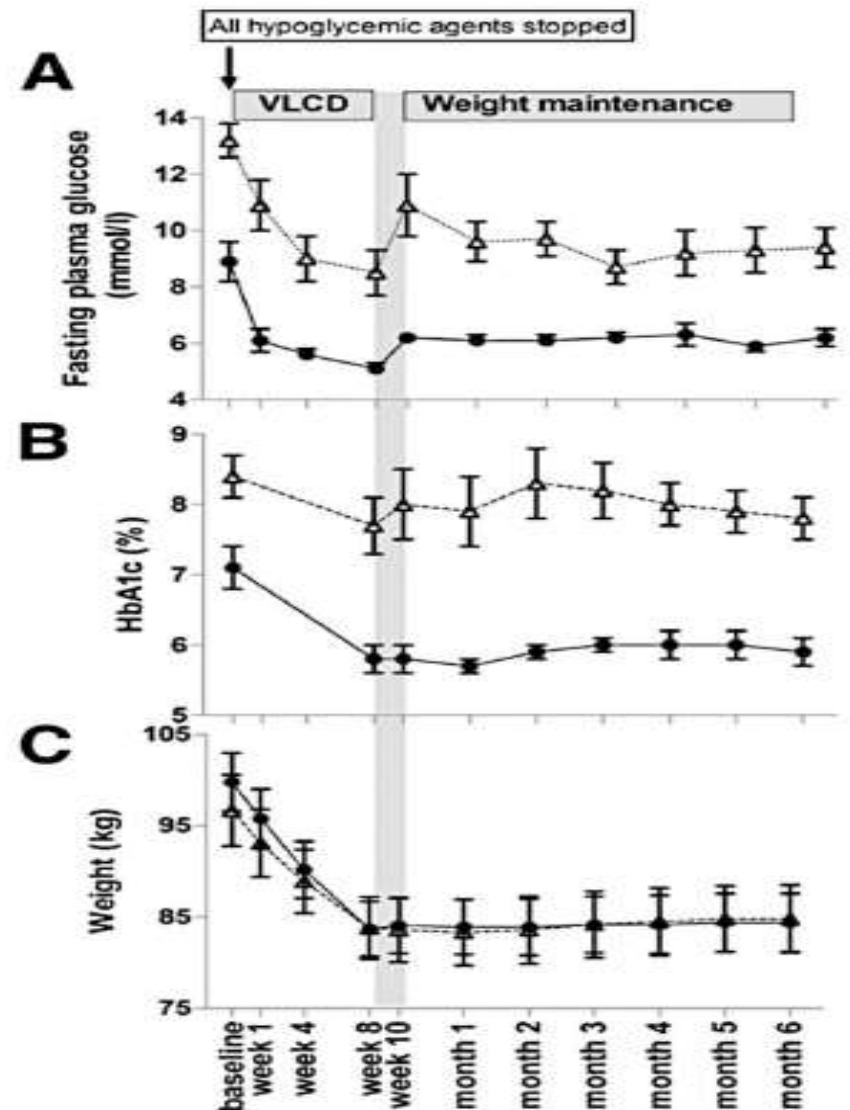 All hypoglycemic agents stopped
A
VLCD
Weight maintenance
Fasting plasma glucose
(mmol/l)
14
12
10
8
6
4
B
HbA1c (%)
9
8
7
6
5
C
Weight (kg)
105
95
85
75
baseline
week 1
week 4
week 8
week 10
month 1
month 2
month 3
month 4
month 5
month 6